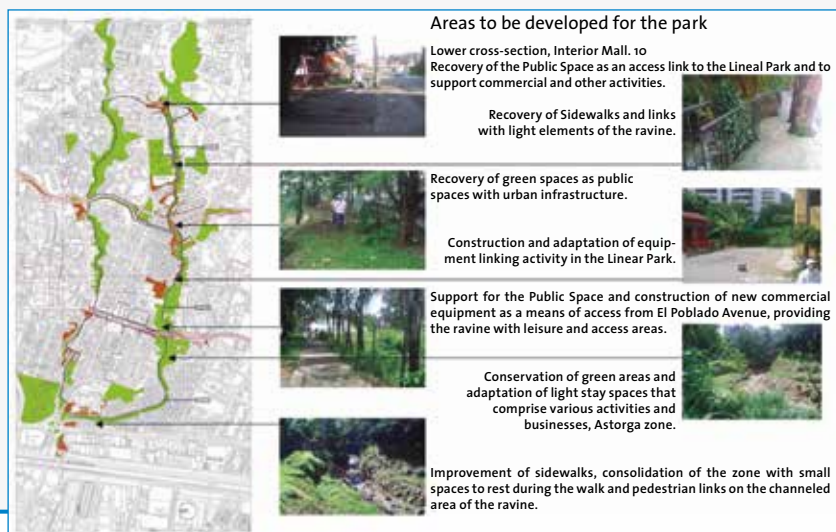 Areas to be developed for the park
Lower cross-section, Interior Mall. 10
Recovery of the Public Space as an access link to the Lineal Park and to
support commercial and other activities.
Recovery of Sidewalks and links
with light elements of the ravine.
Recovery of green spaces as public
spaces with urban infrastructure.
Construction and adaptation of equip-
ment linking activity in the Linear Park.
Support for the Public Space and construction of new commercial
equipment as a means of access from El Poblado Avenue, providing
the ravine with leisure and access areas.
Conservation of green areas and
adaptation of light stay spaces that
comprise various activities and
businesses, Astorga zone.
Improvement of sidewalks, consolidation of the zone with small
spaces to rest during the walk and pedestrian links on the channeled
area of the ravine.